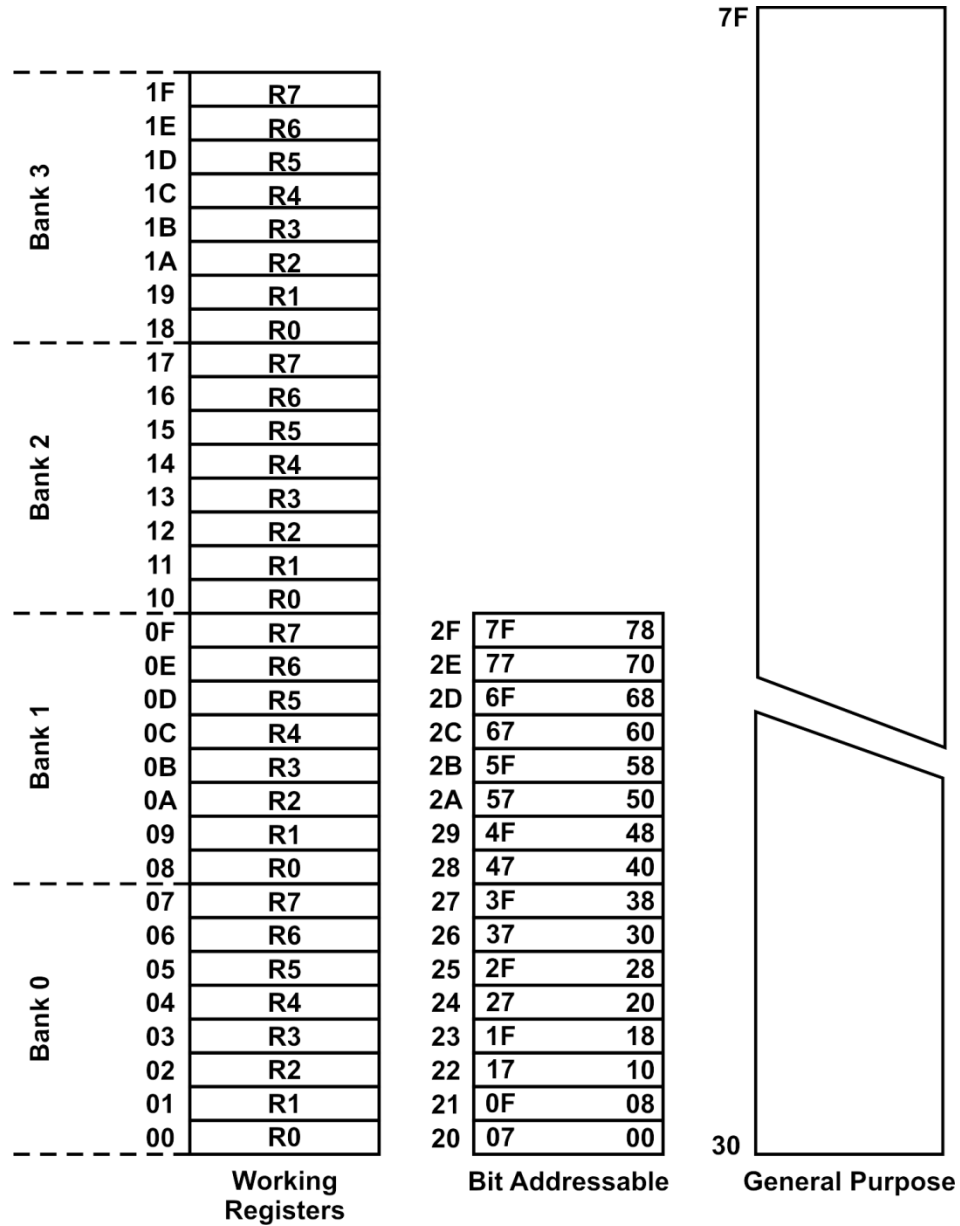 7F
1F R7
1E R6
1D R5
1C R4
1B R3
1A R2
19 R1
18 R0
Bank 3
17 R7
16 R6
15 R5
14 R4
13 R3
12 R2
11 R1
10 R0
Bank 2
0F R7
0E R6
0D R5
0C R4
0B R3
0A R2
09 R1
08 R0
Bank 1
07 R7
06 R6
05 R5
04 R4
03 R3
02 R2
01 R1
00 R0
Bank 0
Working
Registers
2F 7F 78
2E 77 70
2D 6F 68
2C 67 60
2B 5F 58
2A 57 50
29 4F 48
28 47 40
27 3F 38
26 37 30
25 2F 28
24 27 20
23 1F 18
22 17 10
21 0F 08
20 07 00
Bit Addressable
30
General Purpose